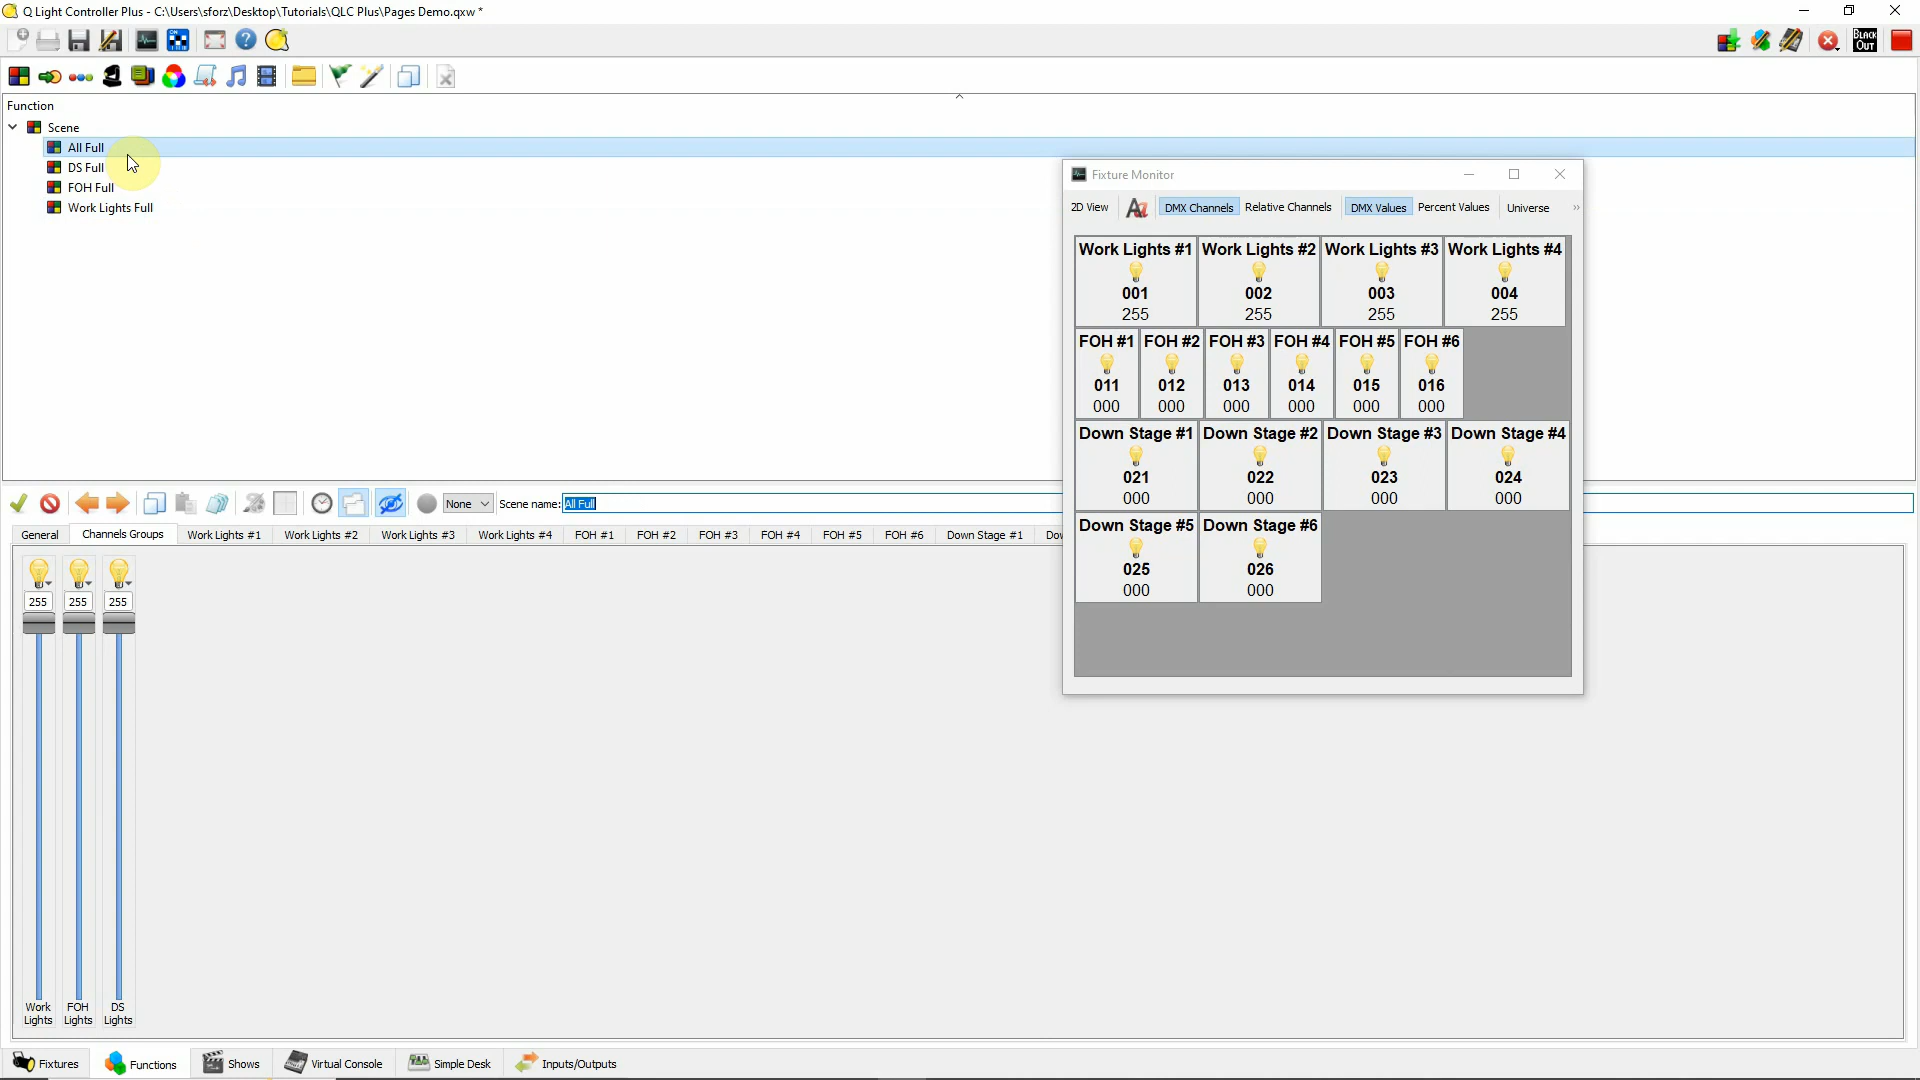 Q Light Controller Plus - C:\Users\sforz\Desktop\Tutorials\QLC Plus\Pages Demo.qxw *
ON
BLACK OUT
Function
Scene
All Full
DS Full
FOH Full
Work Lights Full
Fixture Monitor
2D View DMX Channels Relative Channels DMX Values Percent Values Universe »
Work Lights #1 Work Lights #2 Work Lights #3 Work Lights #4
001 002 003 004
255 255 255 255
FOH #1 FOH #2 FOH #3 FOH #4 FOH #5 FOH #6
011 012 013 014 015 016
000 000 000 000 000 000
Down Stage #1 Down Stage #2 Down Stage #3 Down Stage #4
021 022 023 024
000 000 000 000
Down Stage #5 Down Stage #6
025 026
000 000
None Scene name: All Full
General Channels Groups Work Lights #1 Work Lights #2 Work Lights #3 Work Lights #4 FOH #1 FOH #2 FOH #3 FOH #4 FOH #5 FOH #6 Down Stage #1 Dow
255 255 255
Work FOH DS
Lights Lights Lights
Fixtures Functions Shows Virtual Console Simple Desk Inputs/Outputs